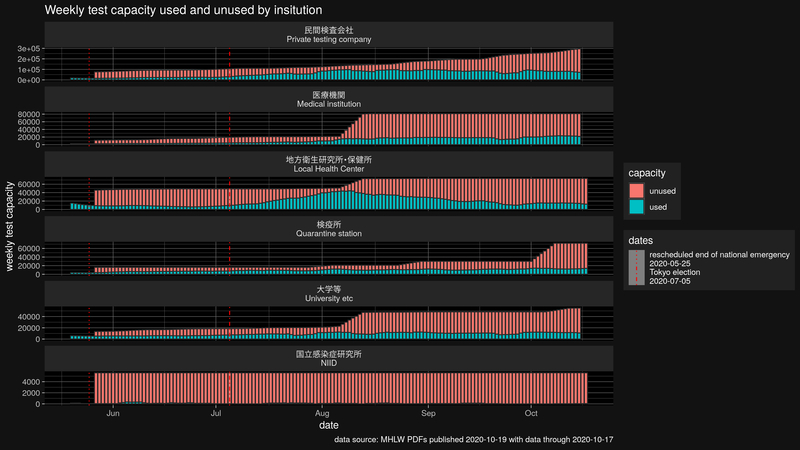 Weekly test capacity used and unused by insitution
民間検査会社
Private testing company
3e+05
2e+05
1e+05
0e+00
医療機関
Medical institution
80000
60000
40000
20000
0
地方衛生研究所・保健所
Local Health Center
60000
40000
20000
0
検疫所
Quarantine station
60000
40000
20000
0
大学等
University etc
40000
20000
0
国立感染症研究所
NIID
4000
2000
0
Jun Jul Aug Sep Oct
date
weekly test capacity
capacity
unused
used
dates
rescheduled end of national emergency
2020-05-25
Tokyo election
2020-07-05
data source: MHLW PDFs published 2020-10-19 with data through 2020-10-17